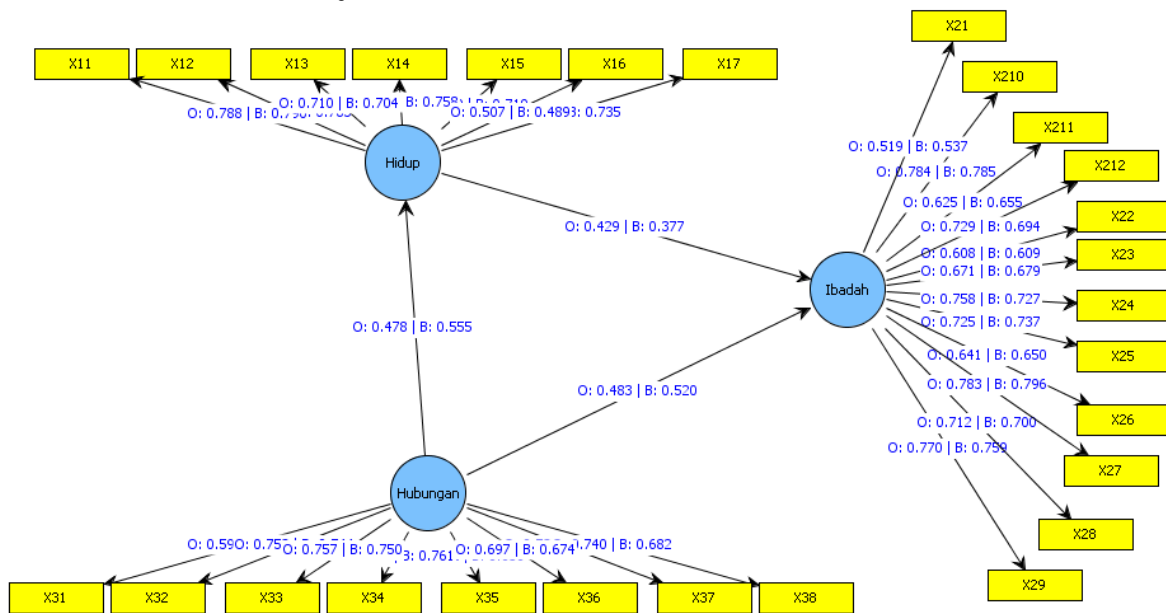 X21
X11 X12 X13 X14 X15 X16 X17
X210
O: 0.710 | B: 0.704 B: 0.758
O: 0.788 | B: O: 0.507 | B: 0.489 0.735
X211
O: 0.519 | B: 0.537
Hidup
X212
O: 0.784 | B: 0.785
O: 0.625 | B: 0.655
X22
O: 0.429 | B: 0.377
O: 0.729 | B: 0.694
O: 0.608 | B: 0.609
X23
O: 0.671 | B: 0.679
Ibadah
O: 0.758 | B: 0.727
X24
O: 0.725 | B: 0.737
O: 0.478 | B: 0.555
O: 0.641 | B: 0.650
X25
O: 0.483 | B: 0.520
O: 0.783 | B: 0.796
X26
O: 0.712 | B: 0.700
O: 0.770 | B: 0.759
X27
Hubungan
X28
O: 0.757 | B: 0.750 O: 0.697 | B: 0.674 0.740 | B: 0.682
B: 0.761
X29
X31 X32 X33 X34 X35 X36 X37 X38